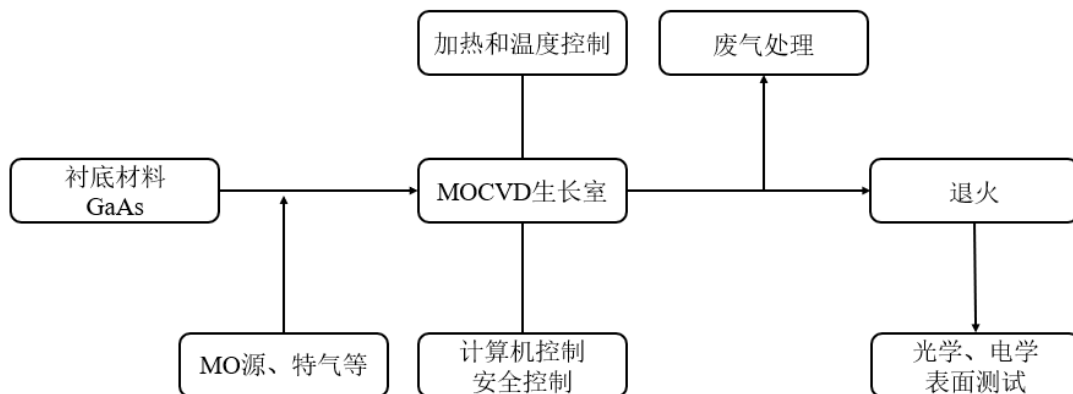 加热和温度控制
废气处理
衬底材料
GaAs
MOCVD生长室
退火
MO源、特气等
计算机控制
安全控制
光学、电学
表面测试